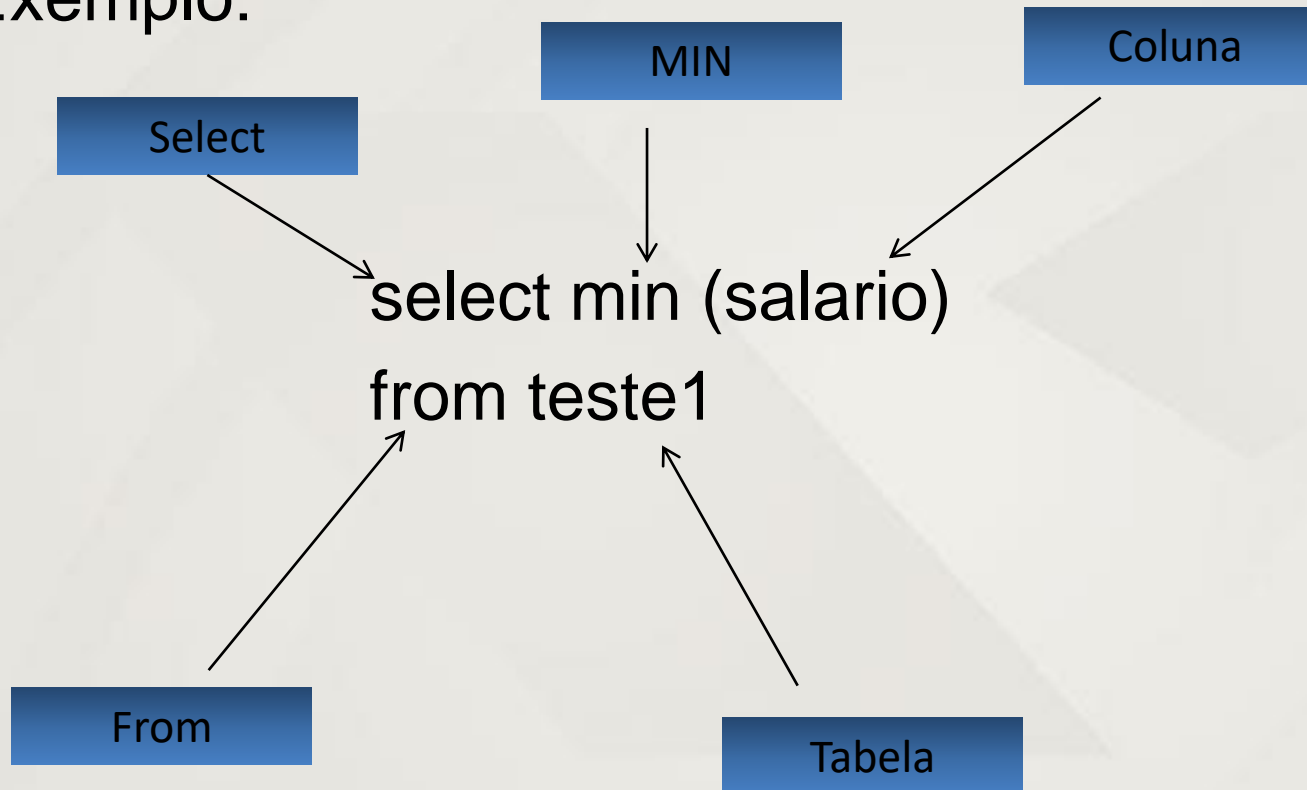 xemplo:
MIN
Coluna
Select
select min (salario)
from teste1
From
Tabela